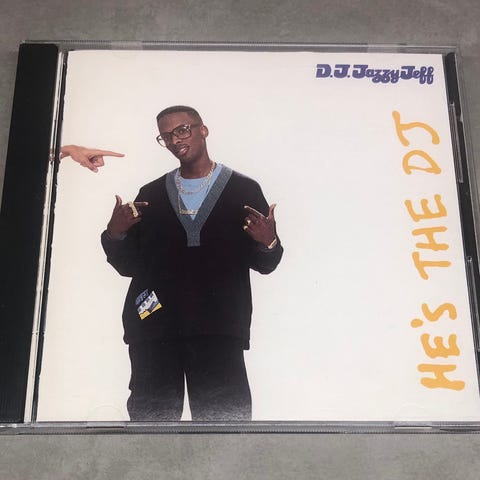 D.J. Jazzy Jeff
HE'S THE DJ